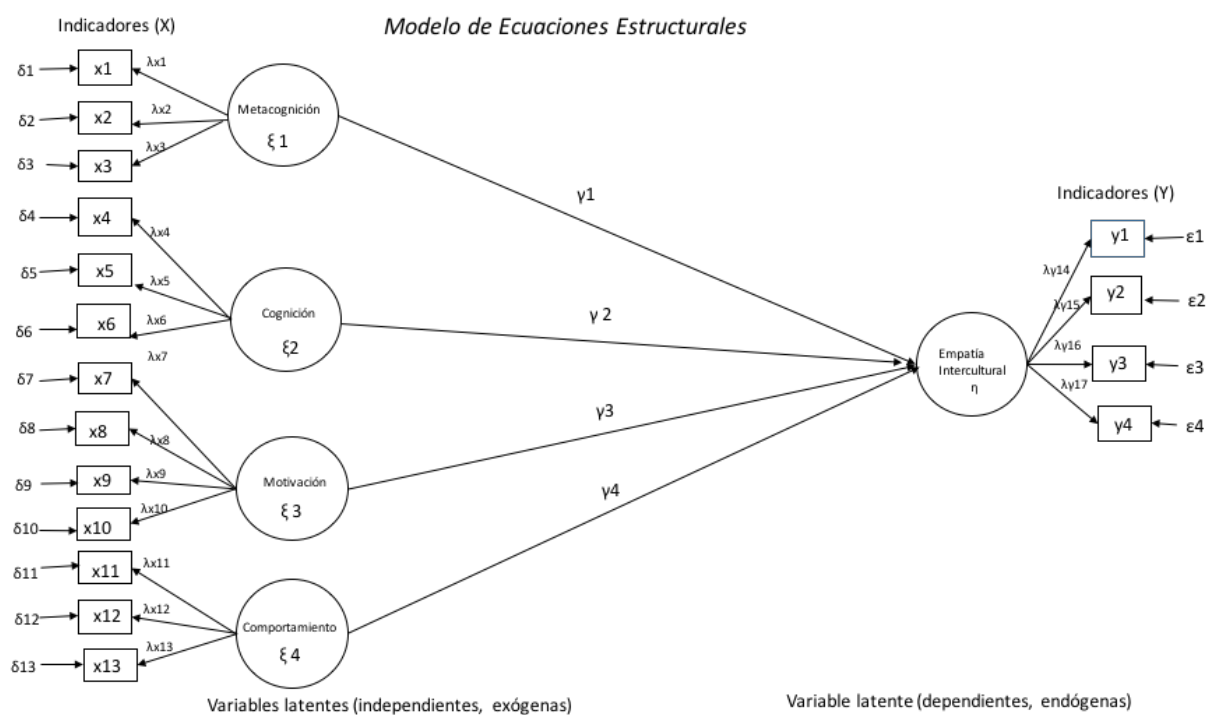 Modelo de Ecuaciones Estructurales
Indicadores (X)
δ1
x1
λx1
δ2
x2
λx2
δ3
x3
λx3
Metacognición
ξ 1
δ4
x4
λx4
δ5
x5
λx5
δ6
x6
λx6
Cognición
ξ2
δ7
x7
λx7
δ8
x8
λx8
δ9
x9
λx9
δ10
x10
λx10
Motivación
ξ 3
δ11
x11
λx11
δ12
x12
λx12
δ13
x13
λx13
Comportamiento
ξ 4
γ1
γ 2
γ3
γ4
Empatía
Intercultural
η
Indicadores (Y)
λy14
y1
ε1
λy15
y2
ε2
λy16
y3
ε3
λy17
y4
ε4
Variables latentes (independientes, exógenas)
Variable latente (dependientes, endógenas)